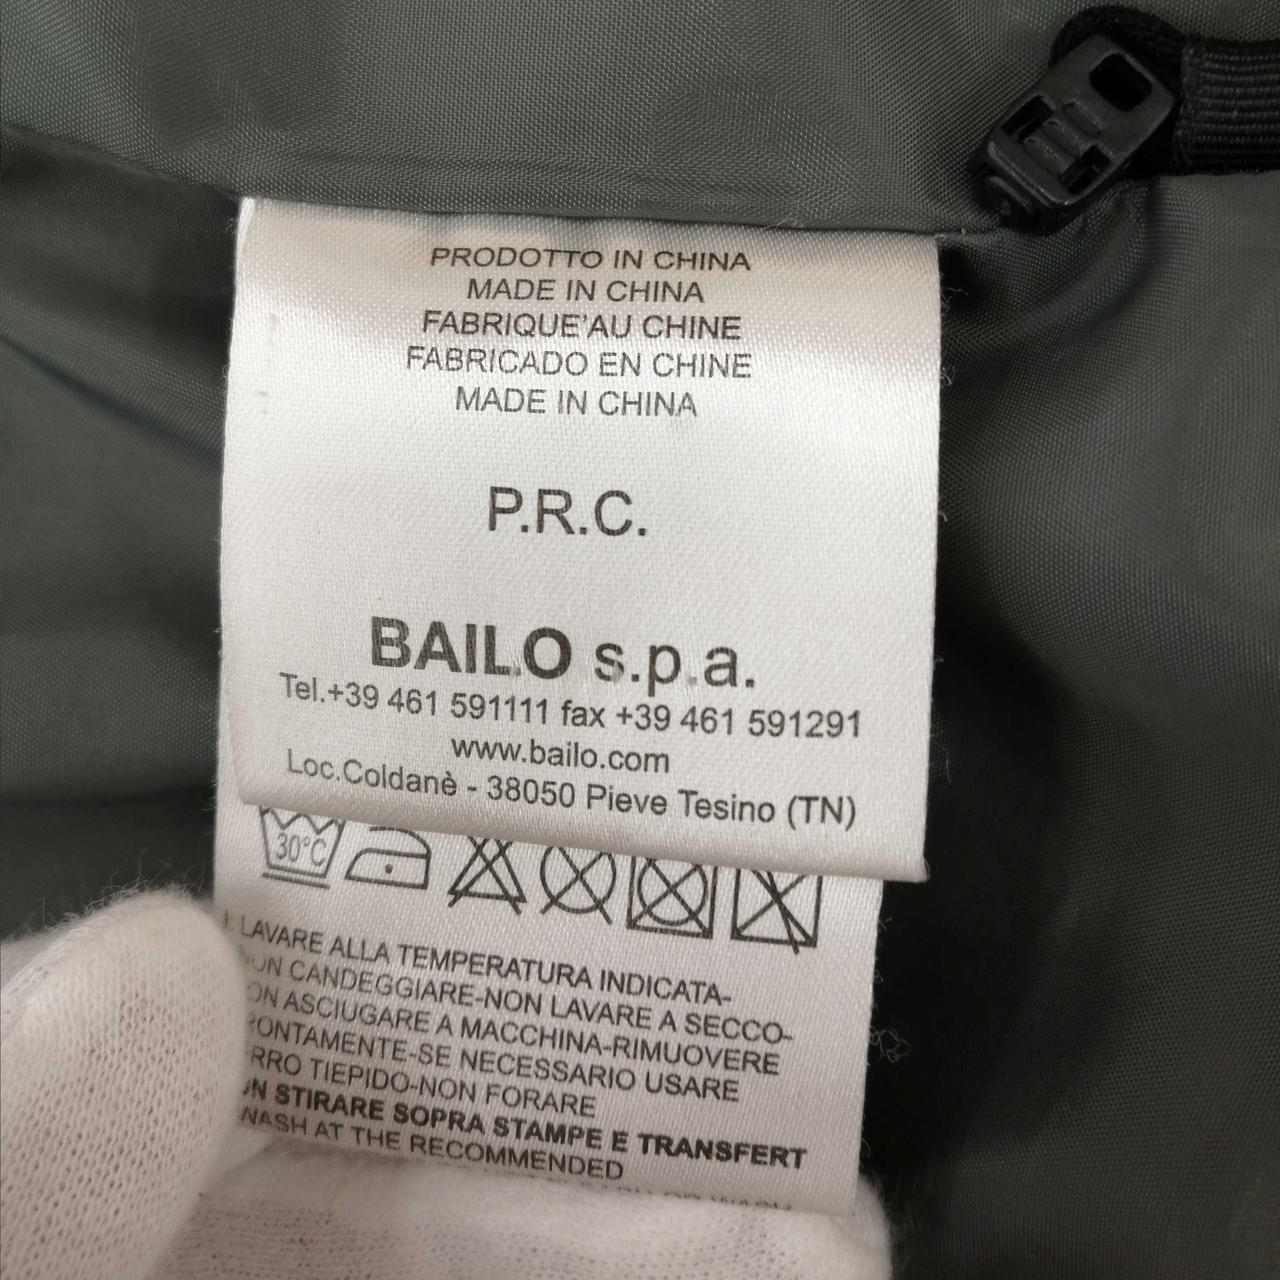 PRODOTTO IN CHINA
MADE IN CHINA
FABRIQUE'AU CHINE
FABRICADO EN CHINE
MADE IN CHINA
P.R.C.
BAILO s.p.a.
Tel.+39 461 591111 fax +39 461 591291
www.bailo.com
Loc.Coldanè - 38050 Pieve Tesino (TN)
30°C
LAVARE ALLA TEMPERATURA INDICATA-
CANDEGGIARE-NON LAVARE A SECCO-
ASCIUGARE A MACCHINA-RIMUOVERE
ONTAMENTE-SE NECESSARIO USARE
RRO TIEPIDO-NON FORARE
STIRARE SOPRA STAMPE E TRANSFERT
WASH AT THE RECOMMENDED